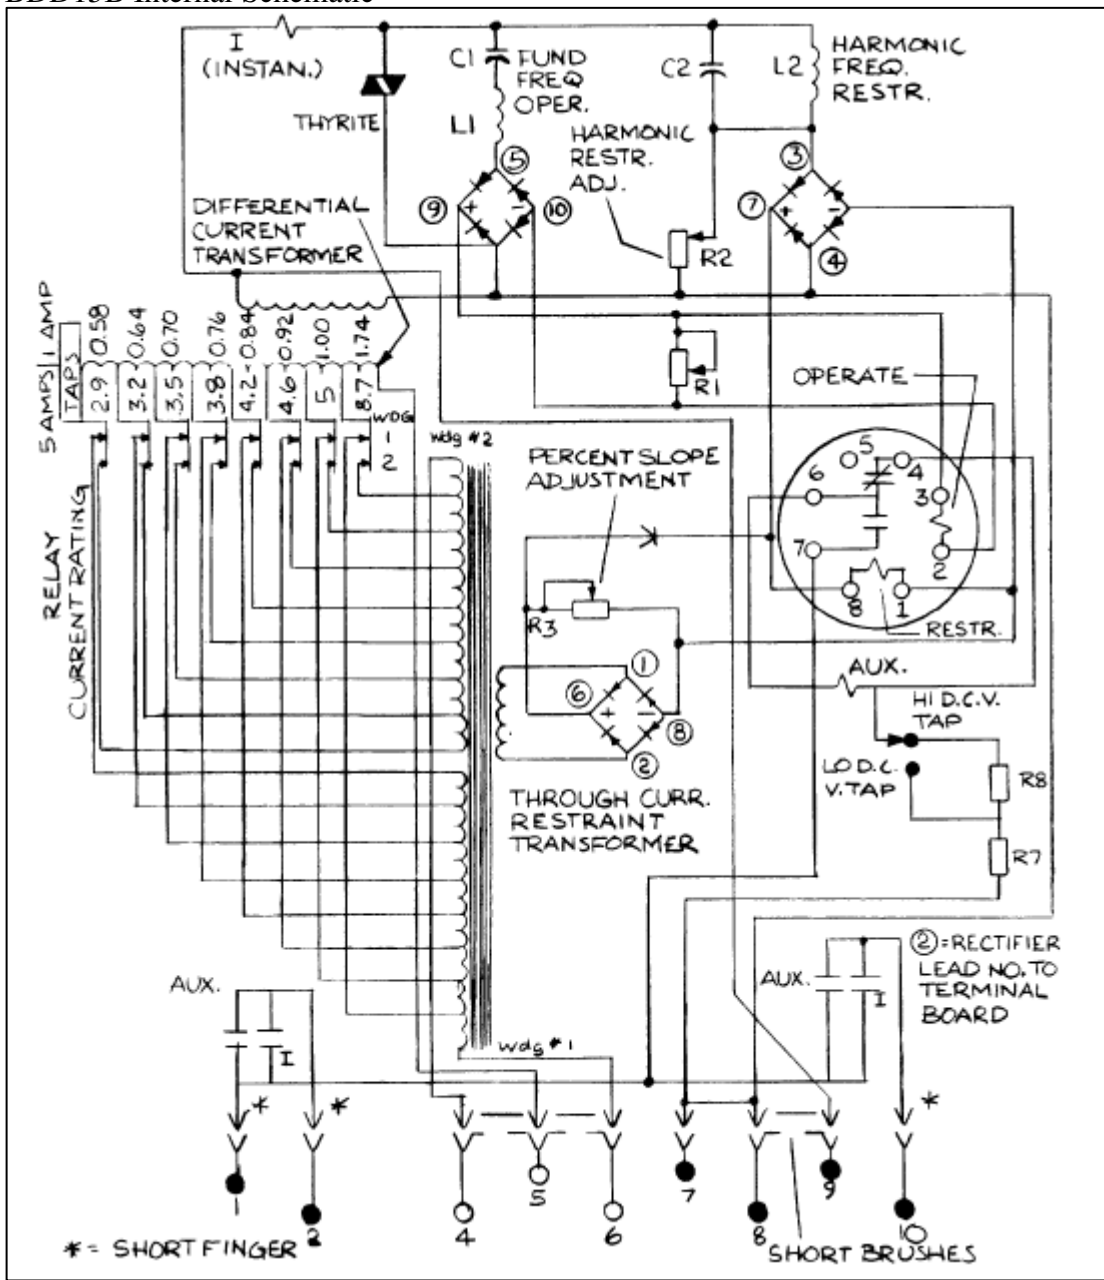 BDD15B Internal Schematic
I
(INSTAN.)
C1
FUND
FREQ
OPER.
C2
L2
HARMONIC
FREQ.
RESTR.
THYRITE
L1
HARMONIC
RESTR.
ADJ.
5
3
9
+
-
10
7
+
-
4
R2
DIFFERENTIAL
CURRENT
TRANSFORMER
5 AMPS 1 AMP
TAPS
2.9 0.58
3.2 0.64
3.5 0.70
3.8 0.76
4.2 0.84
4.6 0.92
5 1.00
8.7 1.74
WDG
1
2
R1
OPERATE
Wdg #2
PERCENT SLOPE
ADJUSTMENT
5
6
4
3
7
2
8
1
RESTR.
RELAY
CURRENT RATING
R3
1
6
+
-
8
2
AUX.
HI D.C.V.
TAP
LO D.C.
V. TAP
R8
R7
THROUGH CURR.
RESTRAINT
TRANSFORMER
AUX.
I
Wdg #1
AUX.
I
2 = RECTIFIER
LEAD NO. TO
TERMINAL
BOARD
*
*
*
1
2
4
5
6
7
8
9
10
* = SHORT FINGER
SHORT BRUSHES